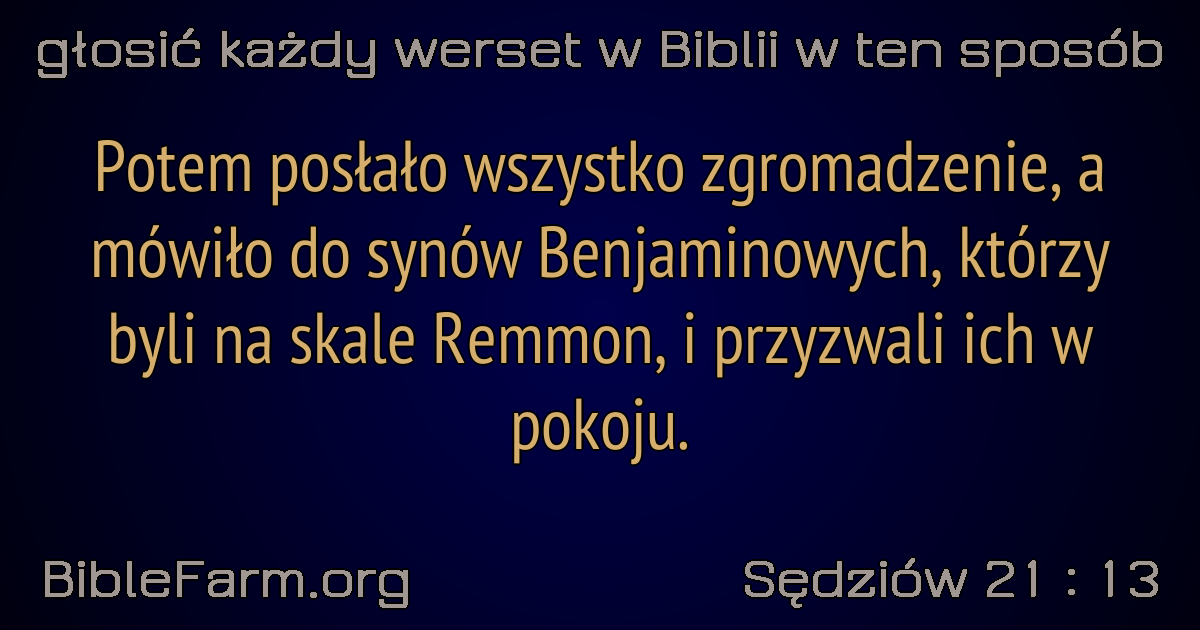 głosić każdy werset w Biblii w ten sposób
Potem posłało wszystko zgromadzenie, a
mówiło do synów Benjaminowych, którzy
byli na skale Remmon, i przyzwali ich w
pokoju.
BibleFarm.org
Sędziów 21 : 13